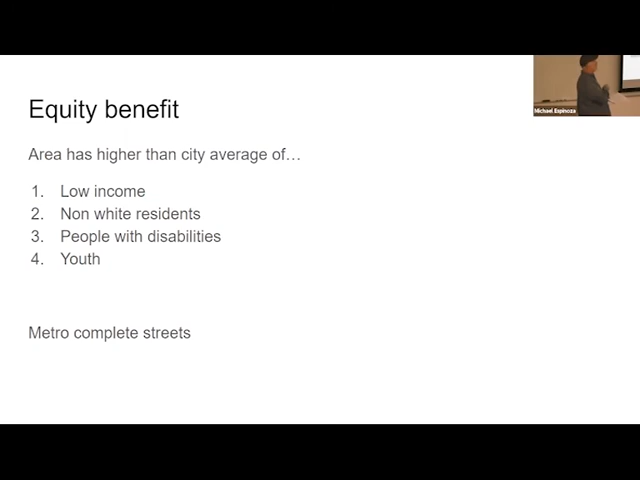 Equity benefit
Area has higher than city average of…
1. Low income
2. Non white residents
3. People with disabilities
4. Youth
Metro complete streets
Michael Espinoza